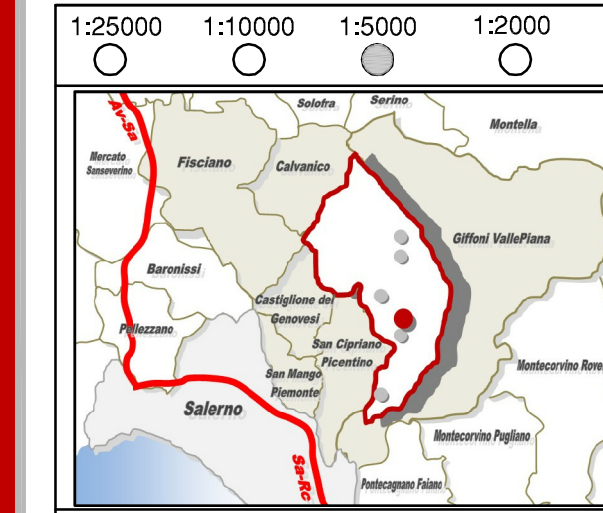 1:25000 1:10000 1:5000 1:2000
Solofra
Serino
Av-Sa
Montella
Mercato
Sanseverino
Fisciano
Calvanico
Giffoni VallePiana
Baronissi
Castiglione dei
Genovesi
Pellezzano
San Cipriano
Picentino
Montecorvino Rove
San Mango
Piemonte
Salerno
Montecorvino Pugliano
Sa-Rc
Pontecagnano Faiano